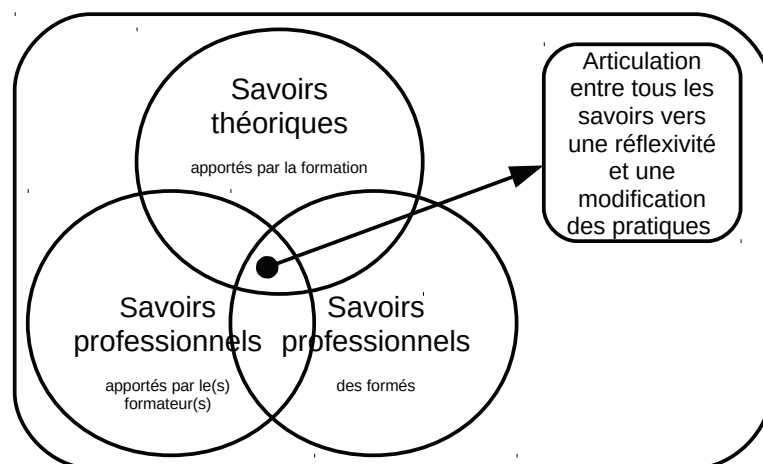 Savoirs
théoriques
apportés par la formation
Articulation
entre tous les
savoirs vers
une réflexivité
et une
modification
des pratiques
Savoirs
professionnels
apportés par le(s)
formateur(s)
Savoirs
professionnels
des formés